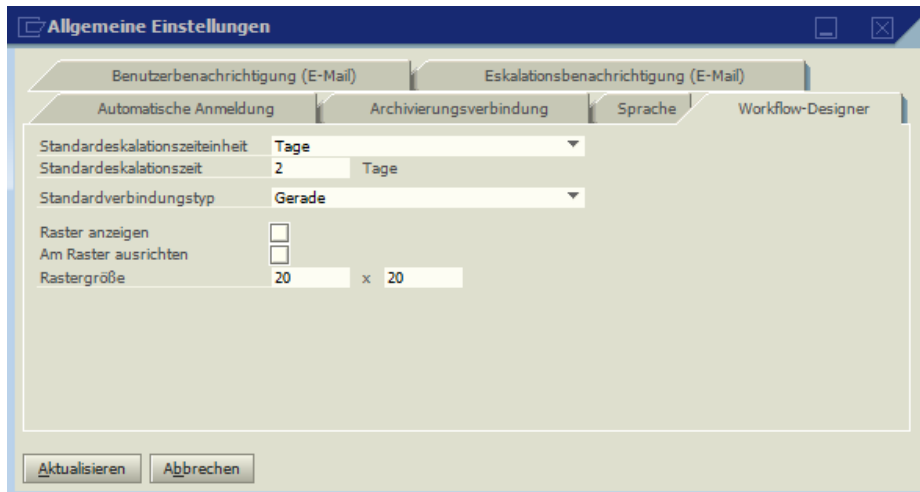 Allgemeine Einstellungen
Benutzerbenachrichtigung (E-Mail) Eskalationsbenachrichtigung (E-Mail)
Automatische Anmeldung Archivierungsverbindung Sprache Workflow-Designer
Standardeskalationszeiteinheit Tage
Standardeskalationszeit 2 Tage
Standardverbindungstyp Gerade
Raster anzeigen
Am Raster ausrichten
Rastergröße 20 x 20
Aktualisieren Abbrechen